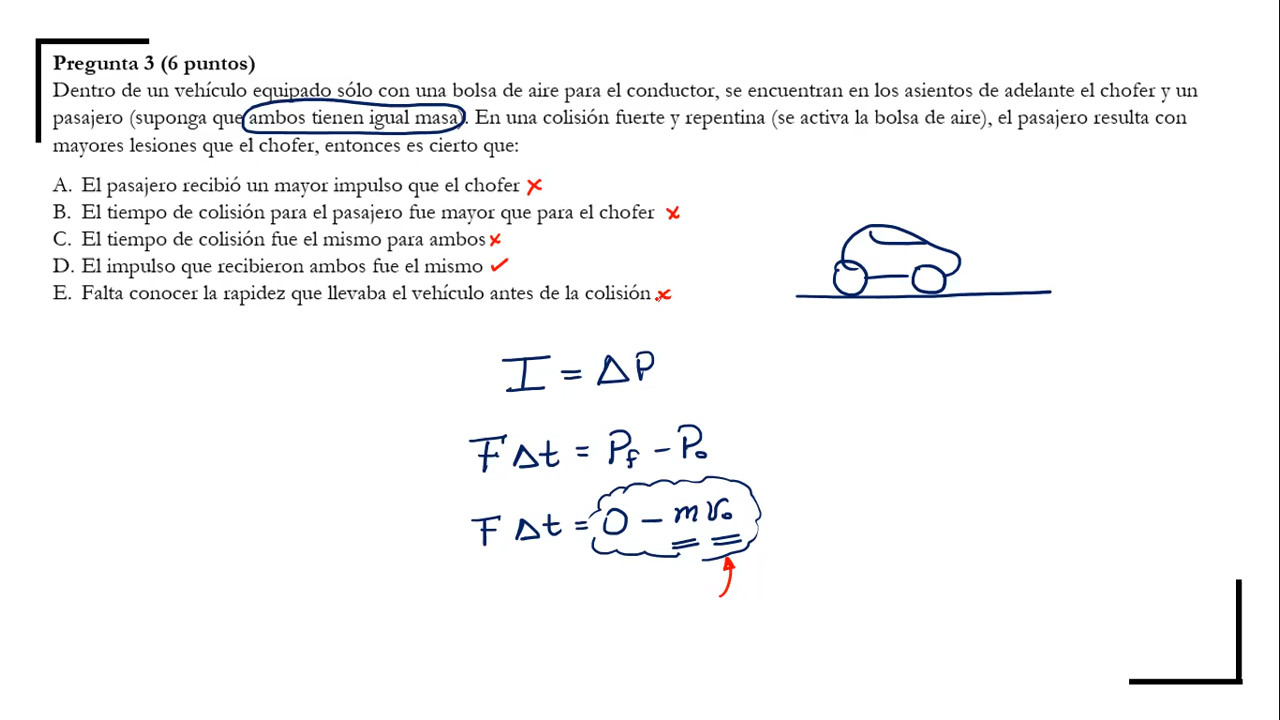 Pregunta 3 (6 puntos)
Dentro de un vehículo equipado sólo con una bolsa de aire para el conductor, se encuentran en los asientos de adelante el chofer y un
pasajero (suponga que ambos tienen igual masa). En una colisión fuerte y repentina (se activa la bolsa de aire), el pasajero resulta con
mayores lesiones que el chofer, entonces es cierto que:
A. El pasajero recibió un mayor impulso que el chofer ✗
B. El tiempo de colisión para el pasajero fue mayor que para el chofer ✗
C. El tiempo de colisión fue el mismo para ambos ✗
D. El impulso que recibieron ambos fue el mismo ✓
E. Falta conocer la rapidez que llevaba el vehículo antes de la colisión ✗
I = ΔP
F Δt = Pf - P₀
F Δt = 0 - m v₀